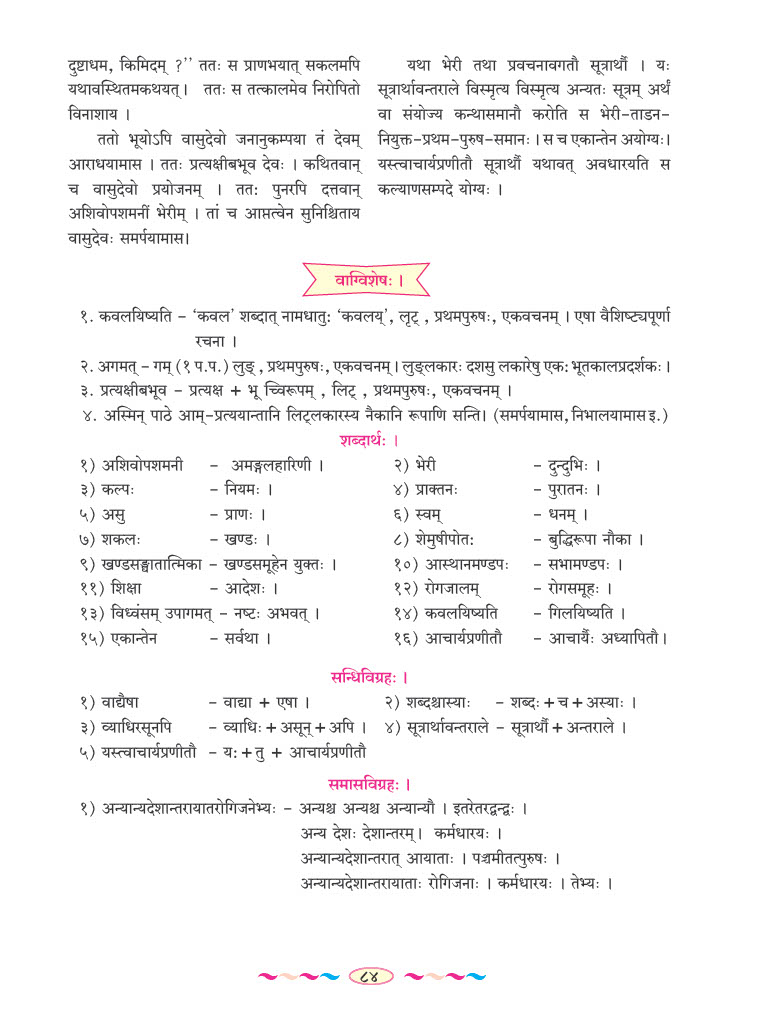 दुष्टाधम, किमिदम् ?’’ ततः स प्राणभयात् सकलमपि
यथावस्थितमकथयत्। ततः स तत्कालमेव निरोपितो
विनाशाय ।
ततो भूयोऽपि वासुदेवो जनानुकम्पया तं देवम्
आराधयामास । ततः प्रत्यक्षीबभूव देवः । कथितवान्
च वासुदेवो प्रयोजनम् । ततः पुनरपि दत्तवान्
अशिवोपशमनीं भेरीम् । तां च आप्तत्वेन सुनिश्चिताय
वासुदेवः समर्पयामास।
यथा भेरी तथा प्रवचनावगतौ सूत्रार्थौ । यः
सूत्रार्थावन्तराले विस्मृत्य विस्मृत्य अन्यतः सूत्रम् अर्थं
वा संयोज्य कन्थासमानौ करोति स भेरी-ताडन-
नियुक्त-प्रथम-पुरुष-समानः । स च एकान्तेन अयोग्यः।
यस्त्वाचार्यप्रणीतौ सूत्रार्थौ यथावत् अवधारयति स
कल्याणसम्पदे योग्यः ।
वाग्विशेषः ।
१. कवलयिष्यति - ‘कवल’ शब्दात् नामधातुः ‘कवलय्’, लृट् , प्रथमपुरुषः, एकवचनम् । एषा वैशिष्ट्यपूर्णा
रचना ।
२. अगमत् - गम् (१ प.प.) लुङ् , प्रथमपुरुषः, एकवचनम् । लुङ्लकारः दशसु लकारेषु एकः भूतकालप्रदर्शकः ।
३. प्रत्यक्षीबभूव - प्रत्यक्ष + भू च्विरूपम् , लिट् , प्रथमपुरुषः, एकवचनम् ।
४. अस्मिन् पाठे आम्-प्रत्ययान्तानि लिट्लकारस्य नैकानि रूपाणि सन्ति। (समर्पयामास, निभालयामास इ.)
शब्दार्थः ।
१) अशिवोपशमनी - अमङ्गलहारिणी । २) भेरी - दुन्दुभिः ।
३) कल्पः - नियमः । ४) प्राक्तनः - पुरातनः ।
५) असु - प्राणः । ६) स्वम् - धनम् ।
७) शकलः - खण्डः । ८) शेमुषीपोतः - बुद्धिरूपा नौका ।
९) खण्डसङ्घातात्मिका - खण्डसमूहेन युक्तः । १०) आस्थानमण्डपः - सभामण्डपः ।
११) शिक्षा - आदेशः । १२) रोगजालम् - रोगसमूहः ।
१३) विध्वंसम् उपागमत् - नष्टः अभवत् । १४) कवलयिष्यति - गिलयिष्यति ।
१५) एकान्तेन - सर्वथा । १६) आचार्यप्रणीतौ - आचार्यैः अध्यापितौ।
सन्धिविग्रहः ।
१) वाद्यैषा - वाद्या + एषा । २) शब्दश्चास्याः - शब्दः + च + अस्याः ।
३) व्याधिरसूनपि - व्याधिः + असून् + अपि । ४) सूत्रार्थावन्तराले - सूत्रार्थौ + अन्तराले ।
५) यस्त्वाचार्यप्रणीतौ - यः + तु + आचार्यप्रणीतौ
समासविग्रहः ।
१) अन्यान्यदेशान्तरायातरोगिजनेभ्यः - अन्यश्च अन्यश्च अन्यान्यौ । इतरेतरद्वन्द्वः ।
अन्य देशः देशान्तरम्। कर्मधारयः ।
अन्यान्यदेशान्तरात् आयाताः । पञ्चमीतत्पुरुषः ।
अन्यान्यदेशान्तरायाताः रोगिजनाः । कर्मधारयः । तेभ्यः ।
८४